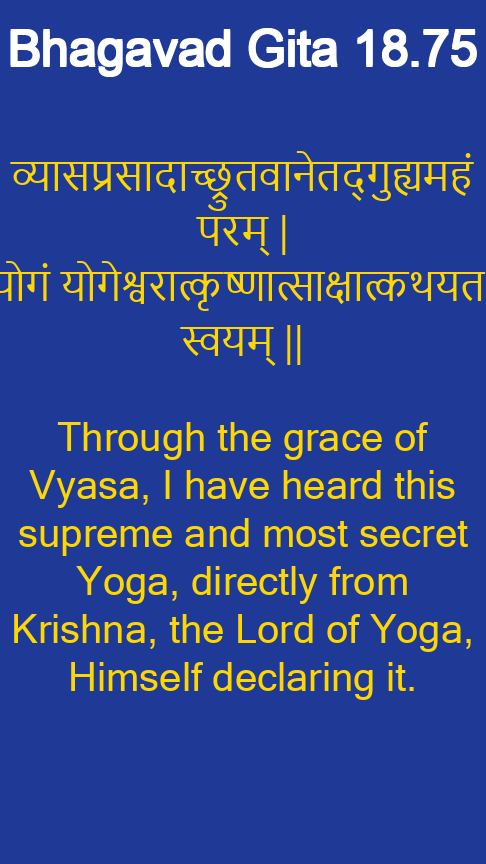 Bhagavad Gita 18.75
व्यासप्रसादाच्छ्रुतवानेतद्गुह्यमहं
परम् |
योगं योगेश्वरात्कृष्णात्साक्षात्कथयत
स्वयम् ||
Through the grace of
Vyasa, I have heard this
supreme and most secret
Yoga, directly from
Krishna, the Lord of Yoga,
Himself declaring it.